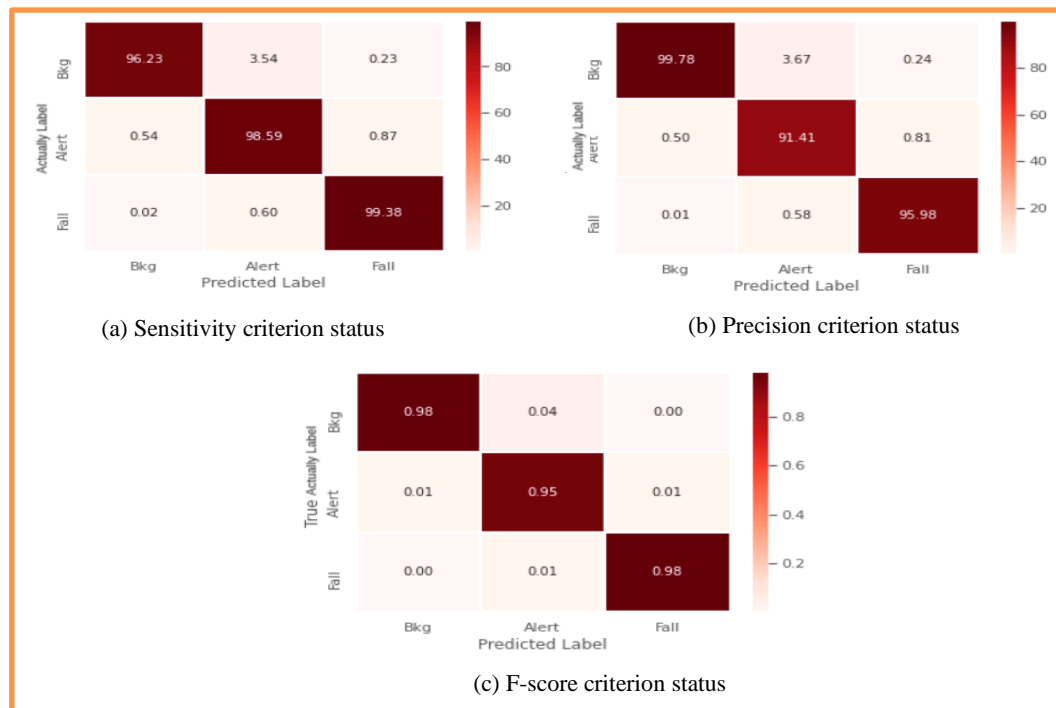 Actually Label
Bkg
Alert
Fall
96.23 3.54 0.23
0.54 98.59 0.87
0.02 0.60 99.38
Bkg Alert Fall
Predicted Label
80
60
40
20
(a) Sensitivity criterion status
Actually Label
Bkg
Alert
Fall
99.78 3.67 0.24
0.50 91.41 0.81
0.01 0.58 95.98
Bkg Alert Fall
Predicted Label
80
60
40
20
(b) Precision criterion status
True Actually Label
Bkg
Alert
Fall
0.98 0.04 0.00
0.01 0.95 0.01
0.00 0.01 0.98
Bkg Alert Fall
Predicted Label
0.8
0.6
0.4
0.2
(c) F-score criterion status